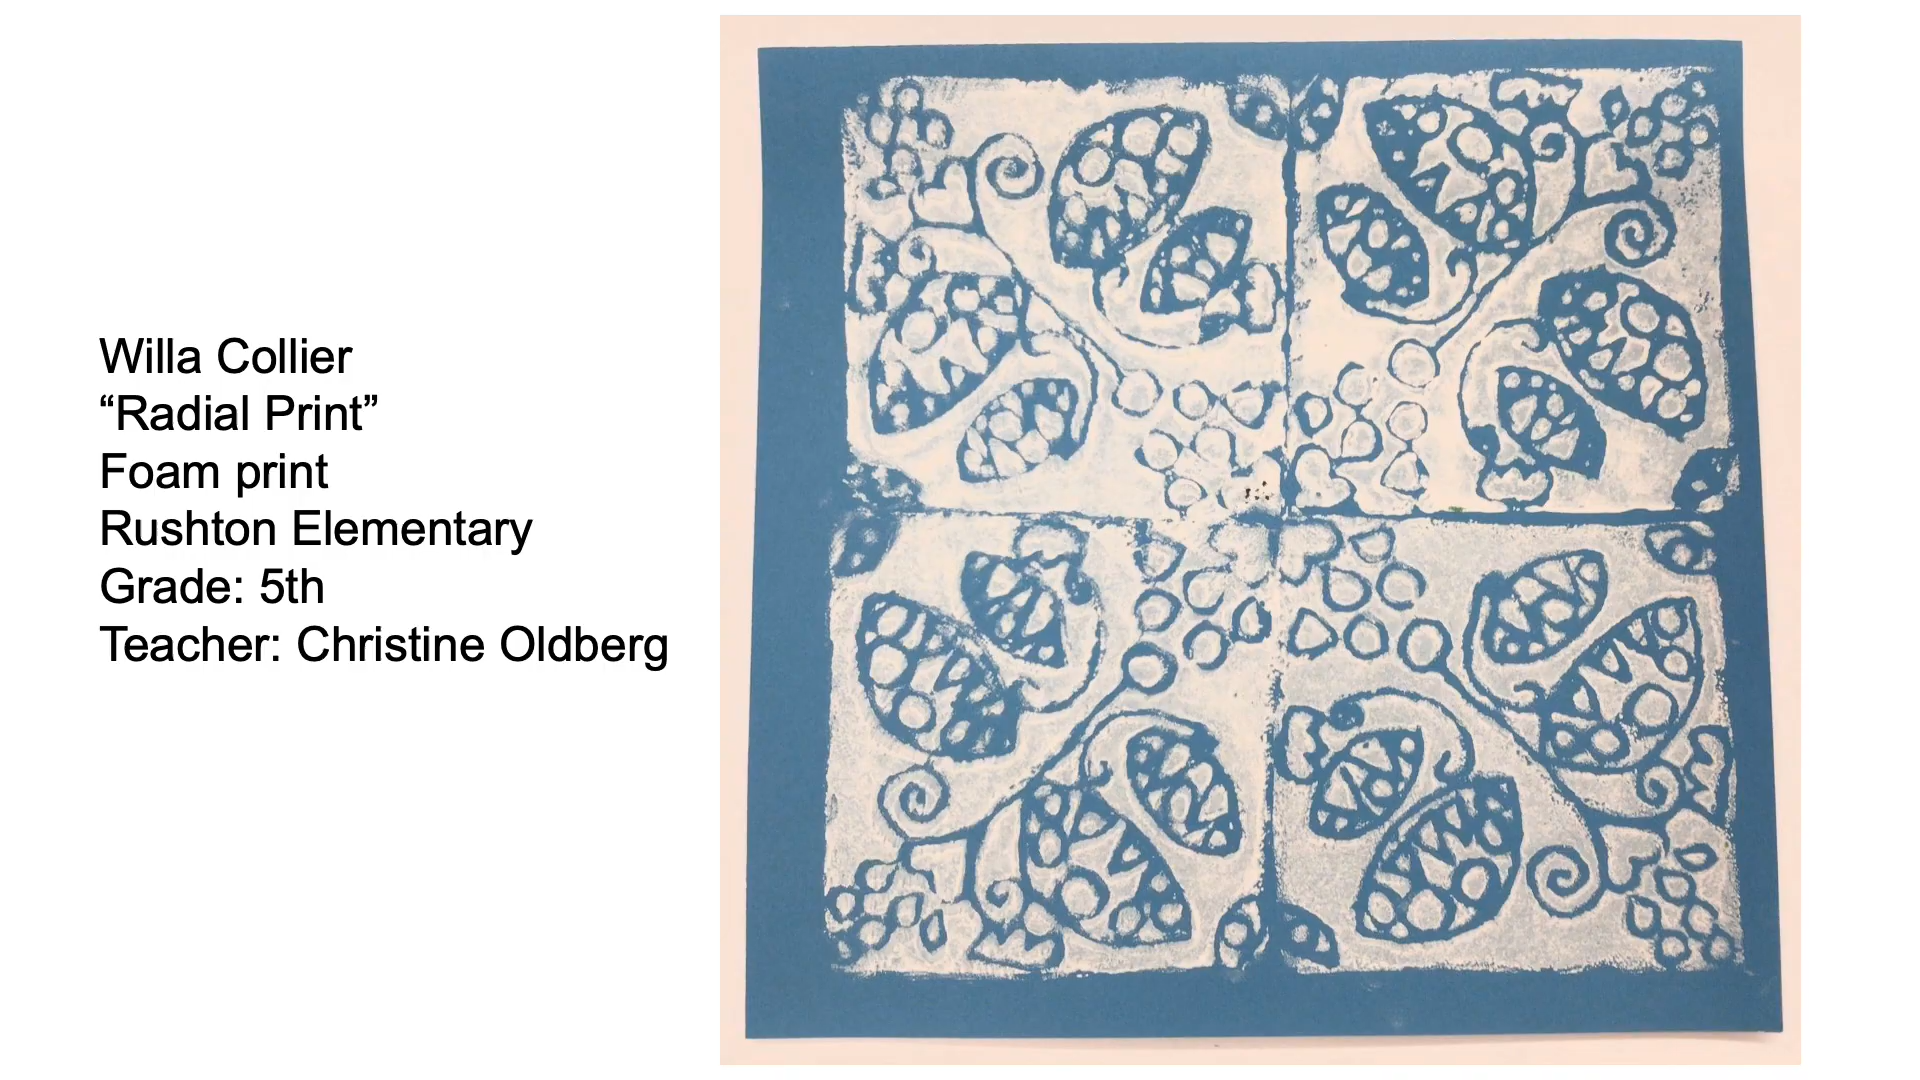 Willa Collier
“Radial Print”
Foam print
Rushton Elementary
Grade: 5th
Teacher: Christine Oldberg